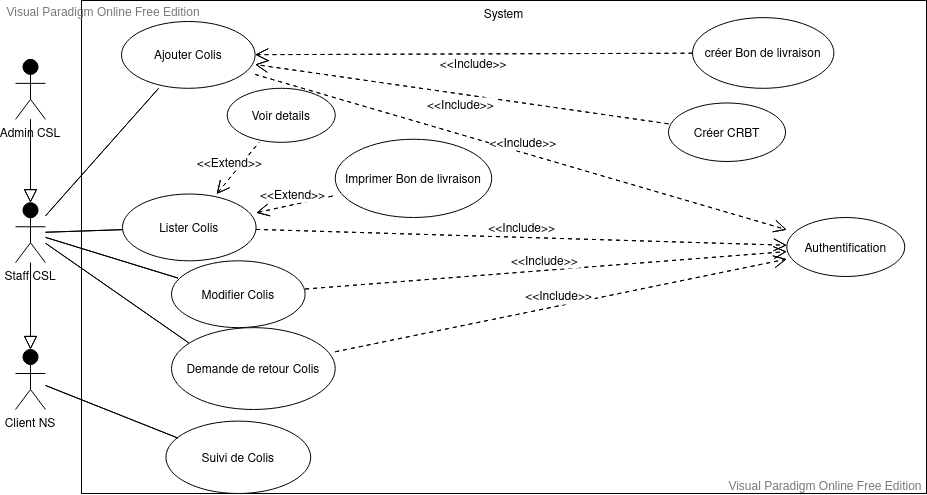 Visual Paradigm Online Free Edition
System
Ajouter Colis
créer Bon de livraison
<<Include>>
Admin CSL
Voir details
<<Include>>
Créer CRBT
<<Include>>
<<Extend>>
Imprimer Bon de livraison
<<Extend>>
Lister Colis
<<Include>>
Authentification
Staff CSL
<<Include>>
Modifier Colis
<<Include>>
Demande de retour Colis
Client NS
Suivi de Colis
Visual Paradigm Online Free Edition